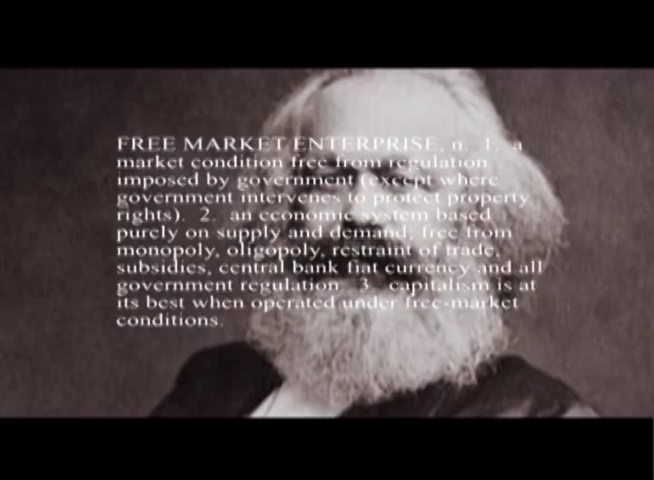 FREE MARKET ENTERPRISE, n. 1. a
market condition free from regulation
imposed by government (except where
government intervenes to protect property
rights). 2. an economic system based
purely on supply and demand; free from
monopoly, oligopoly, restraint of trade,
subsidies, central bank fiat currency and all
government regulation. 3. capitalism is at
its best when operated under free-market
conditions.